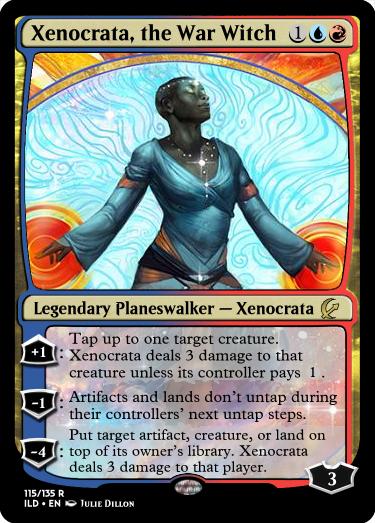 Xenocrata, the War Witch 1
Legendary Planeswalker — Xenocrata
+1: Tap up to one target creature.
Xenocrata deals 3 damage to that
creature unless its controller pays 1 .
-1: Artifacts and lands don't untap during
their controllers' next untap steps.
-4: Put target artifact, creature, or land on
top of its owner's library. Xenocrata
deals 3 damage to that player.
3
115/135 R
ILD • EN Julie Dillon